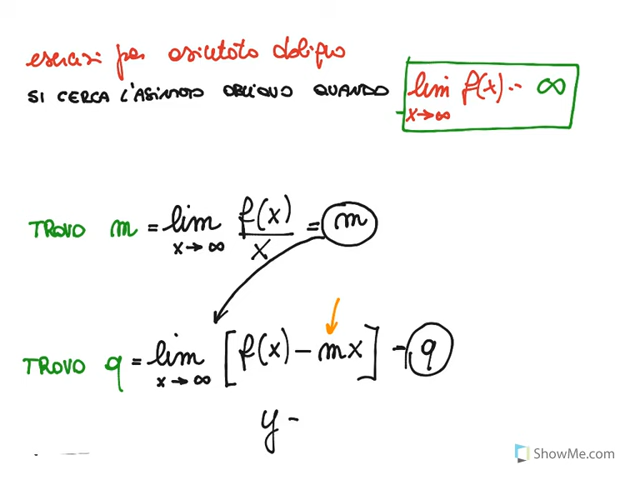 esercizi per asintoto obliquo
SI CERCA L'ASINTOTO OBLIQUO QUANDO lim x→∞ f(x) = ∞
TROVO m = lim x→∞ f(x)/x = m
TROVO q = lim x→∞ [f(x) − mx] = q
y =
ShowMe.com